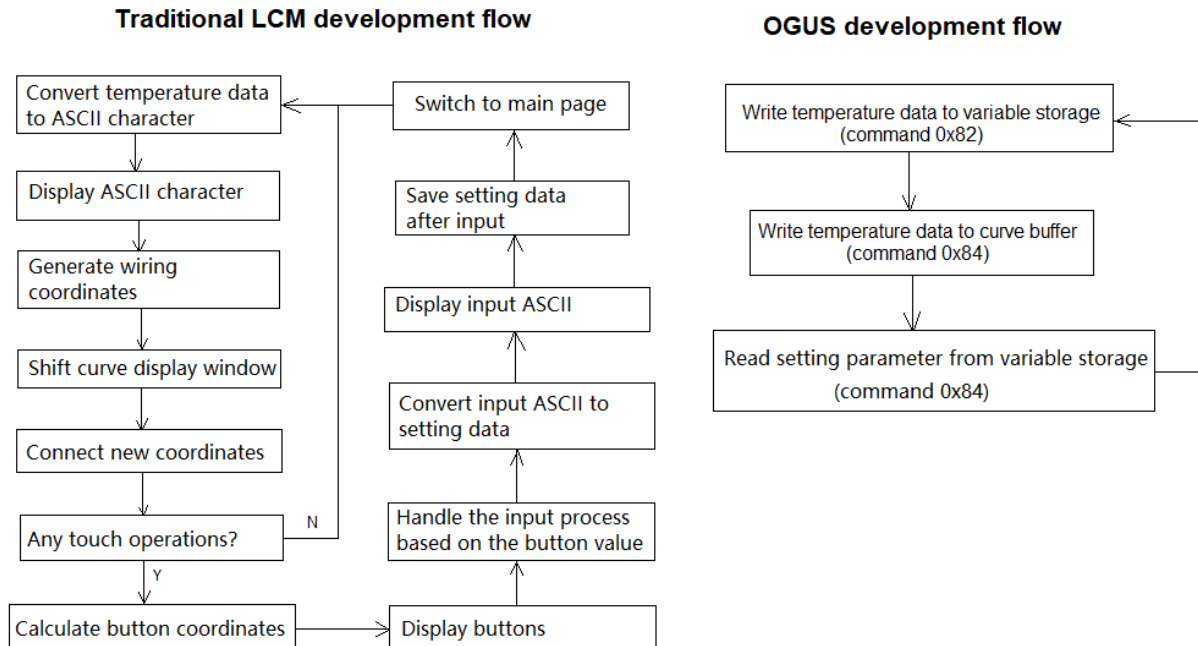 Traditional LCM development flow
Convert temperature data
to ASCII character
Display ASCII character
Generate wiring
coordinates
Shift curve display window
Connect new coordinates
Any touch operations?
N
Y
Calculate button coordinates
Display buttons
Handle the input process
based on the button value
Convert input ASCII to
setting data
Display input ASCII
Save setting data
after input
Switch to main page
OGUS development flow
Write temperature data to variable storage
(command 0x82)
Write temperature data to curve buffer
(command 0x84)
Read setting parameter from variable storage
(command 0x84)